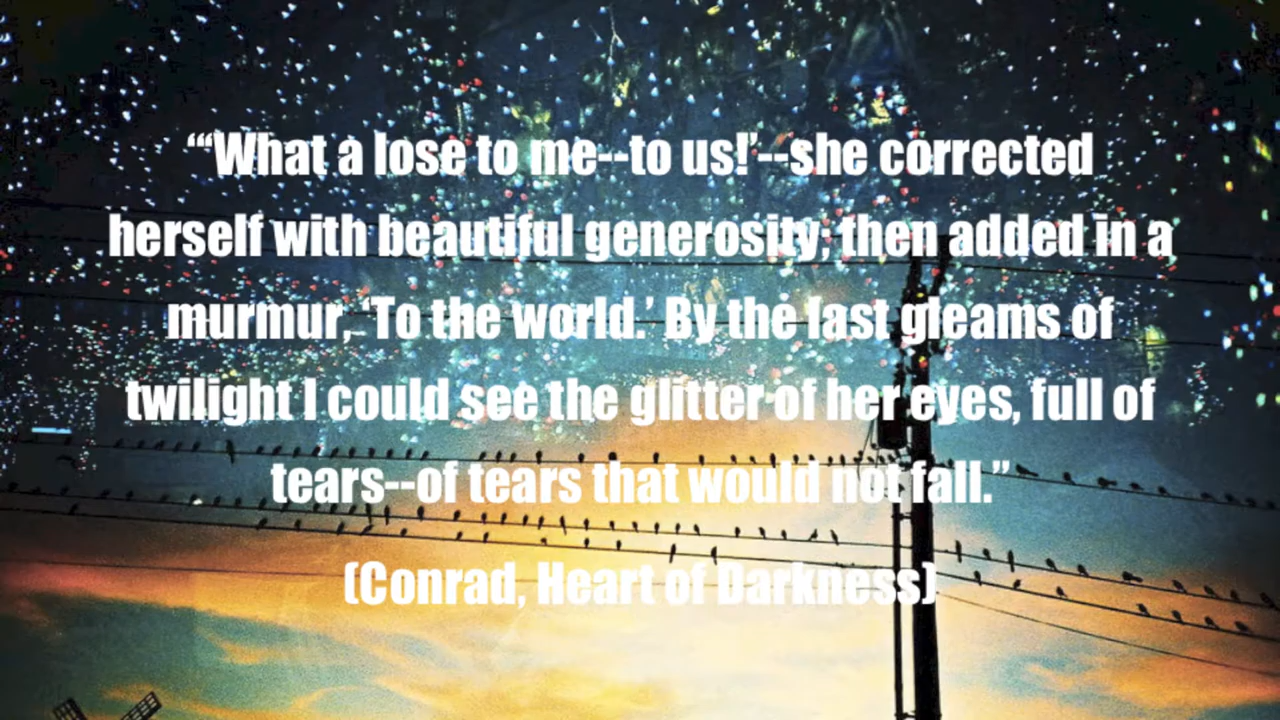 “‘What a lose to me--to us!’--she corrected
herself with beautiful generosity; then added in a
murmur, ‘To the world.’ By the last gleams of
twilight I could see the glitter of her eyes, full of
tears--of tears that would not fall.”
(Conrad, Heart of Darkness)